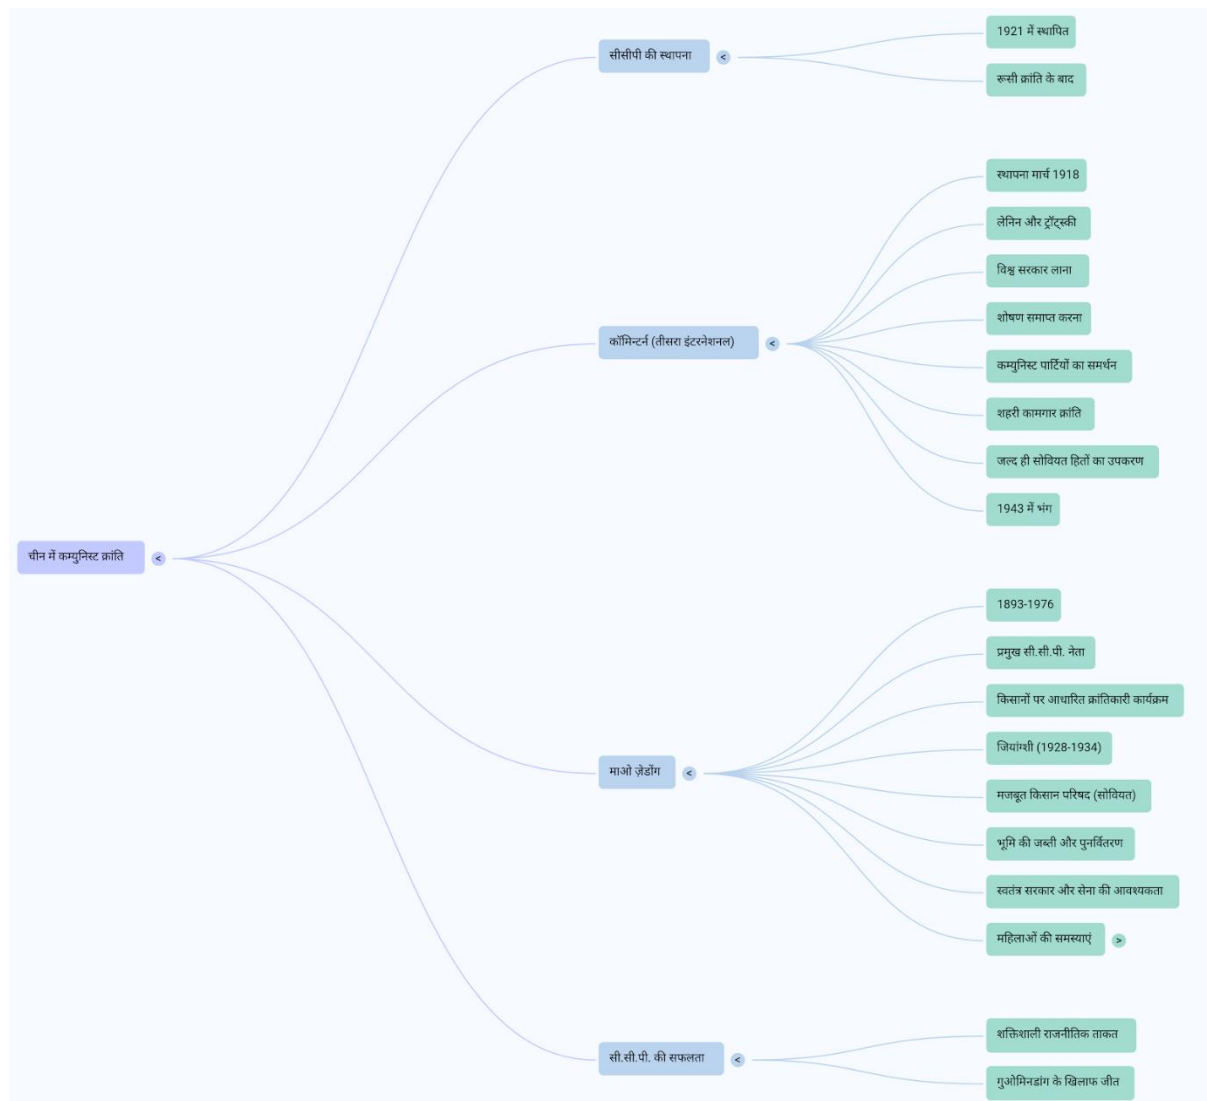 चीन में कम्युनिस्ट क्रांति
<
सीसीपी की स्थापना
<
1921 में स्थापित
रूसी क्रांति के बाद
कॉमिन्टर्न (तीसरा इंटरनेशनल)
<
स्थापना मार्च 1918
लेनिन और ट्रॉट्स्की
विश्व सरकार लाना
शोषण समाप्त करना
कम्युनिस्ट पार्टियों का समर्थन
शहरी कामगार क्रांति
जल्द ही सोवियत हितों का उपकरण
1943 में भंग
माओ ज़ेडोंग
<
1893-1976
प्रमुख सी.सी.पी. नेता
किसानों पर आधारित क्रांतिकारी कार्यक्रम
जियांग्शी (1928-1934)
मजबूत किसान परिषद (सोवियत)
भूमि की जब्ती और पुनर्वितरण
स्वतंत्र सरकार और सेना की आवश्यकता
महिलाओं की समस्याएं
>
सी.सी.पी. की सफलता
<
शक्तिशाली राजनीतिक ताकत
गुओमिनडांग के खिलाफ जीत